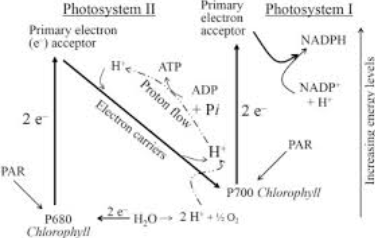 Photosystem II
Photosystem I
Primary electron
(e⁻) acceptor
Primary electron
acceptor
NADPH
H⁺
ATP
ADP
+ Pi
Proton flow
Electron carriers
NADP⁺
+ H⁺
2 e⁻
2 e⁻
H⁺
PAR
PAR
P700 Chlorophyll
P680
Chlorophyll
2 e⁻
H₂O
2 H⁺ + ½ O₂
Increasing energy levels